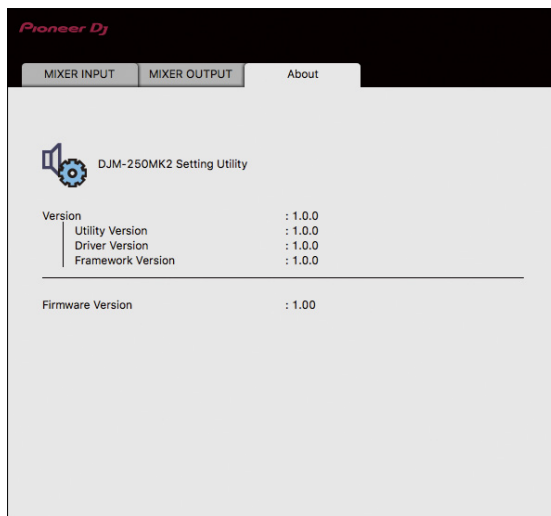 Pioneer Dj
MIXER INPUT MIXER OUTPUT About
DJM-250MK2 Setting Utility
Version : 1.0.0
Utility Version : 1.0.0
Driver Version : 1.0.0
Framework Version : 1.0.0
Firmware Version : 1.00